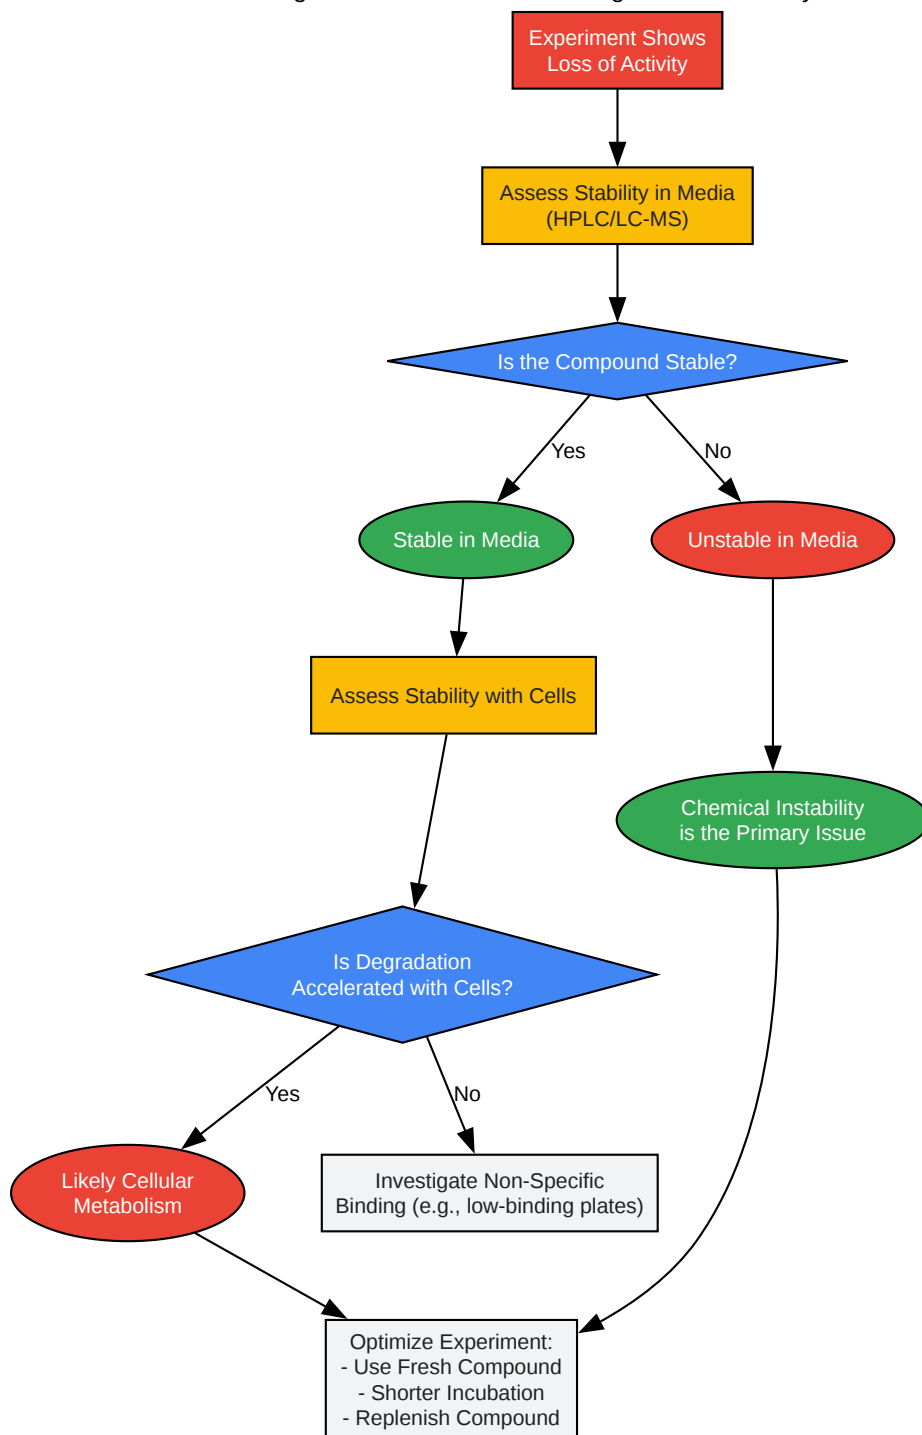 Experiment Shows
Loss of Activity
Assess Stability in Media
(HPLC/LC-MS)
Is the Compound Stable?
Yes
No
Stable in Media
Unstable in Media
Assess Stability with Cells
Chemical Instability
is the Primary Issue
Is Degradation
Accelerated with Cells?
Yes
No
Likely Cellular
Metabolism
Investigate Non-Specific
Binding (e.g., low-binding plates)
Optimize Experiment:
- Use Fresh Compound
- Shorter Incubation
- Replenish Compound